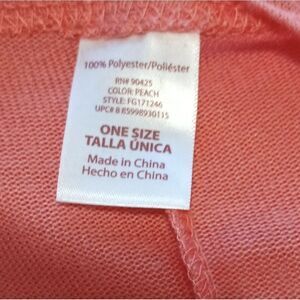 100% Polyester/Poliéster
RN# 90425
COLOR: PEACH
STYLE: FG171246
UPC# 885998930115
ONE SIZE
TALLA ÚNICA
Made in China
Hecho en China